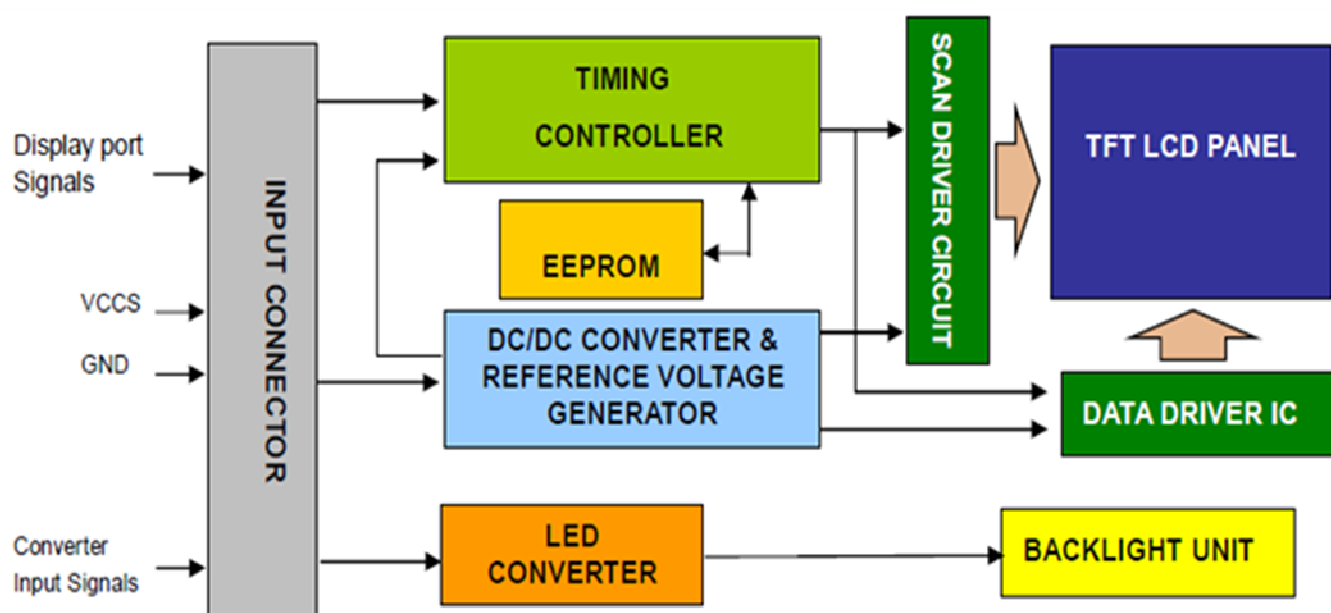 Display port
Signals
VCCS
GND
Converter
Input Signals
INPUT CONNECTOR
TIMING
CONTROLLER
EEPROM
DC/DC CONVERTER &
REFERENCE VOLTAGE
GENERATOR
LED
CONVERTER
SCAN DRIVER CIRCUIT
TFT LCD PANEL
DATA DRIVER IC
BACKLIGHT UNIT